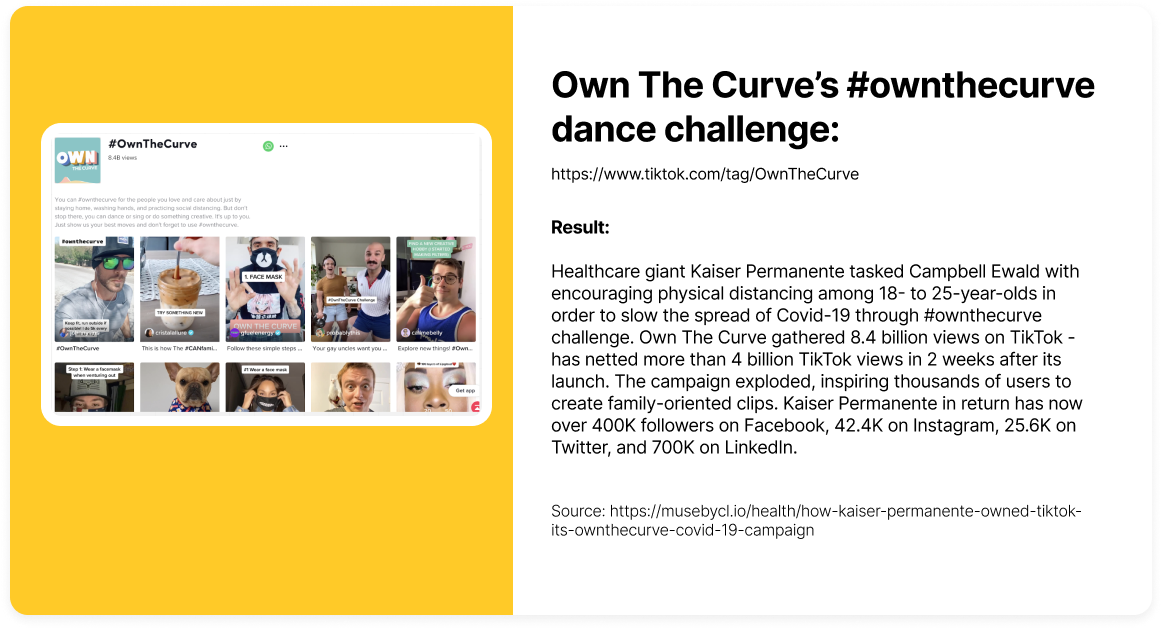 OWN
THE CURVE
#OwnTheCurve
8.4B views
You can #ownthecurve for the people you love and care about just by
staying home, washing hends, and practicing social distancing. But don't
stop there, you can dance or sing or do something creative. It's up to you.
Just show us your best moves and don't forget to use #ownthecurve.
#ownthecurve
Keep fit, run outside if
#OwnTheCurve
TRY SOMETHING NEW
cristalallure
This is how The #CANfami...
1. FACE MASK
OWN THE CURVE
gfuelenergy
Follow these simple steps ...
#OwnTheCurve Challenge
probablythis
Your gay uncles want you ...
Explore new things! #Own...
Step 1: Wear a facemask
when venturing out
#1 Wear a face mask
Get app
Own The Curve’s #ownthecurve
dance challenge:
https://www.tiktok.com/tag/OwnTheCurve
Result:
Healthcare giant Kaiser Permanente tasked Campbell Ewald with
encouraging physical distancing among 18- to 25-year-olds in
order to slow the spread of Covid-19 through #ownthecurve
challenge. Own The Curve gathered 8.4 billion views on TikTok -
has netted more than 4 billion TikTok views in 2 weeks after its
launch. The campaign exploded, inspiring thousands of users to
create family-oriented clips. Kaiser Permanente in return has now
over 400K followers on Facebook, 42.4K on Instagram, 25.6K on
Twitter, and 700K on LinkedIn.
Source: https://musebycl.io/health/how-kaiser-permanente-owned-tiktok-
its-ownthecurve-covid-19-campaign